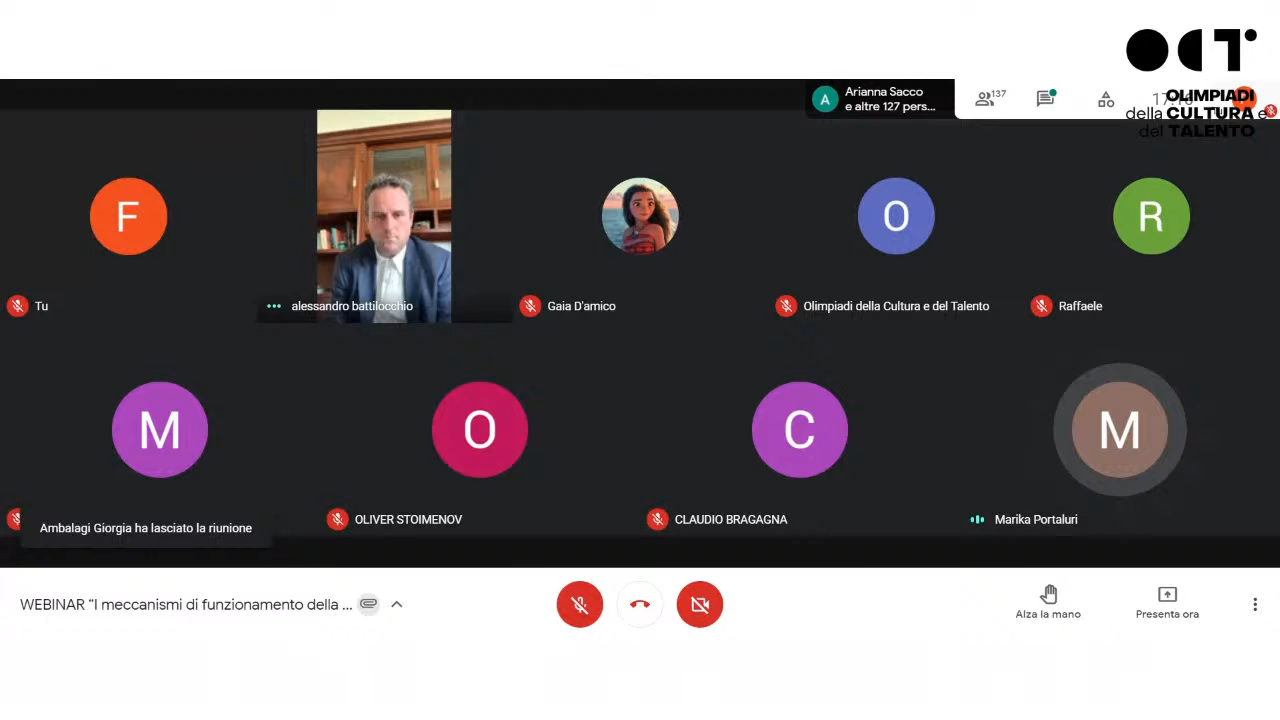 OCT
Arianna Sacco
e altre 127 pers...
A
137
OLIMPIADI
della CULTURA e
del TALENTO
F
O
R
Tu
alessandro battilocchio
Gaia D'amico
Olimpiadi della Cultura e del Talento
Raffaele
M
O
C
M
Ambalagi Giorgia ha lasciato la riunione
OLIVER STOIMENOV
CLAUDIO BRAGAGNA
Marika Portaluri
WEBINAR “I meccanismi di funzionamento della ...
Alza la mano
Presenta ora